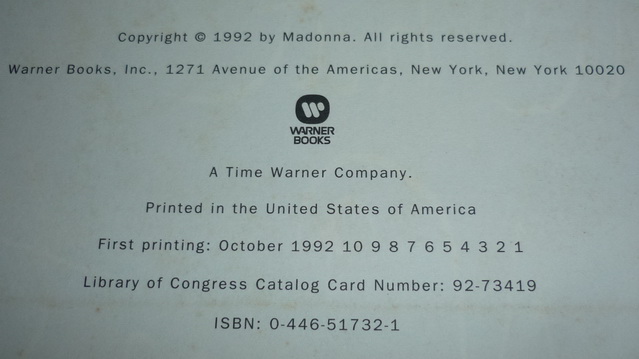 Copyright © 1992 by Madonna. All rights reserved.
Warner Books, Inc., 1271 Avenue of the Americas, New York, New York 10020
WARNER
BOOKS
A Time Warner Company.
Printed in the United States of America
First printing: October 1992 10 9 8 7 6 5 4 3 2 1
Library of Congress Catalog Card Number: 92-73419
ISBN: 0-446-51732-1